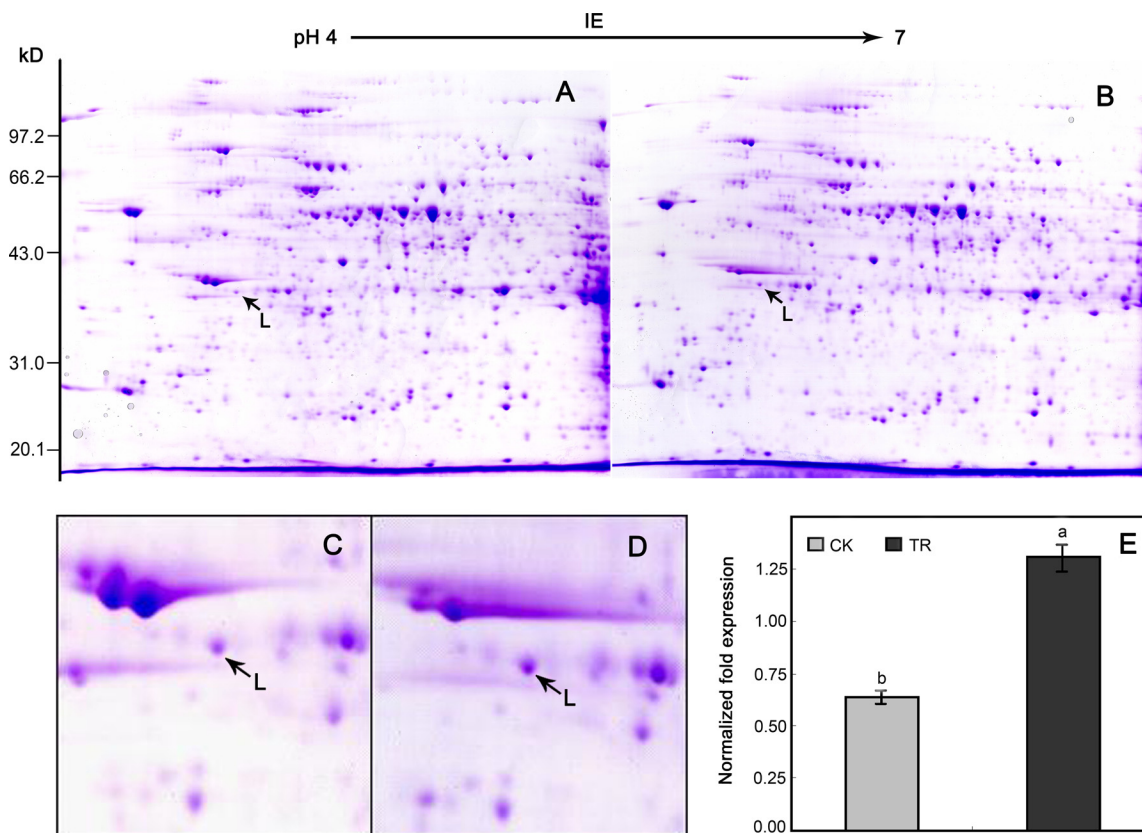 IE
pH 4 7
kD
A B
97.2
66.2
43.0
L L
31.0
20.1
C D E
CK TR
a
b
L L
Normalized fold expression
1.25
1.00
0.75
0.50
0.25
0.00